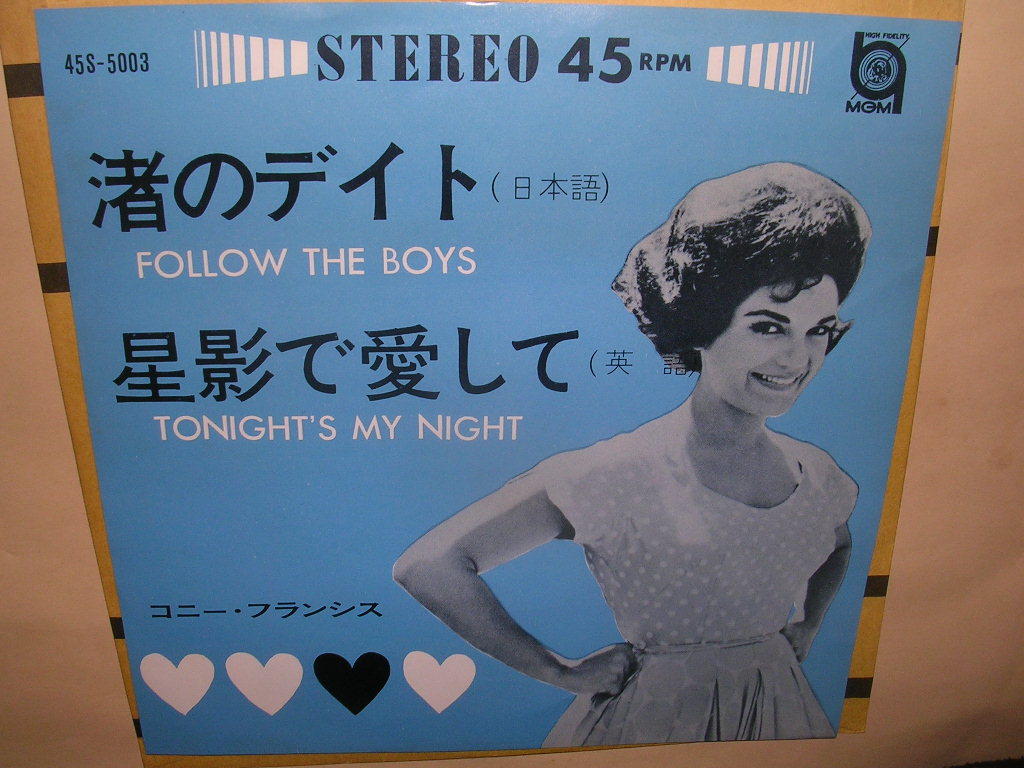 45S-5003
STEREO 45 RPM
HIGH FIDELITY
MGM
渚のデイト(日本語)
FOLLOW THE BOYS
星影で愛して(英 語)
TONIGHT'S MY NIGHT
コニー・フランシス